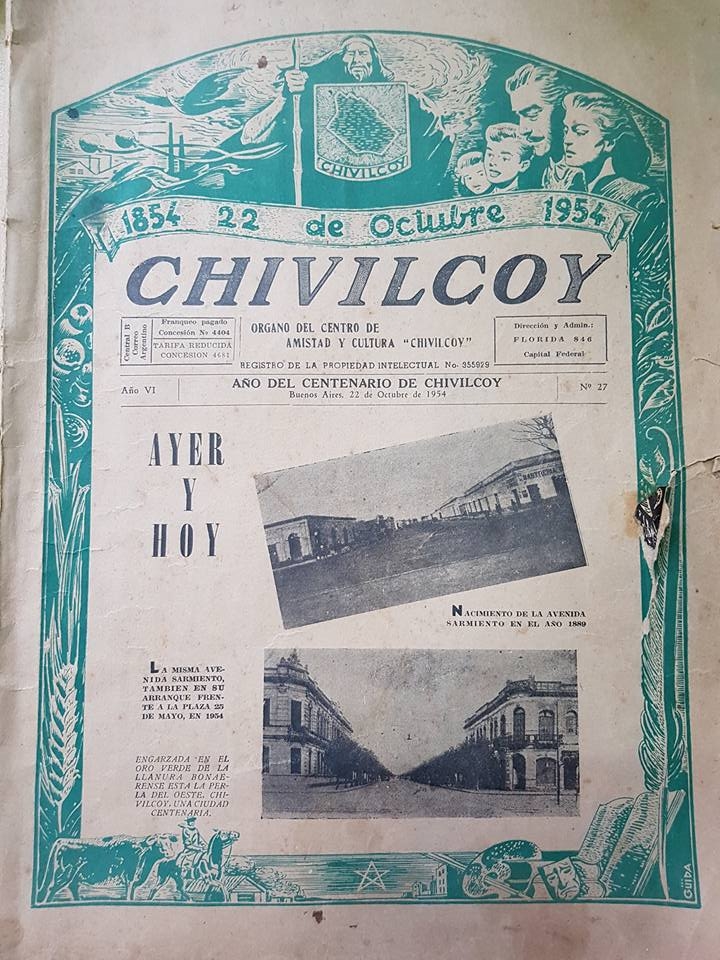 CHIVILCOY
1854 22 de Octubre 1954
CHIVILCOY
Central B
Correo
Argentino
Franqueo pagado
Concesión Nº 4404
TARIFA REDUCIDA
CONCESION 4681
ORGANO DEL CENTRO DE
AMISTAD Y CULTURA "CHIVILCOY"
REGISTRO DE LA PROPIEDAD INTELECTUAL No. 355929
Dirección y Admin.:
FLORIDA 846
Capital Federal
Año VI
AÑO DEL CENTENARIO DE CHIVILCOY
Buenos Aires, 22 de Octubre de 1954
Nº 27
AYER
Y
HOY
NACIMIENTO DE LA AVENIDA
SARMIENTO EN EL AÑO 1889
LA MISMA AVE-
NIDA SARMIENTO,
TAMBIEN EN SU
ARRANQUE FREN-
TE A LA PLAZA 25
DE MAYO, EN 1954
ENGARZADA EN EL
ORO VERDE DE LA
LLANURA BONAE-
RENSE ESTA LA PER-
LA DEL OESTE. CHI-
VILCOY, UNA CIUDAD
CENTENARIA.
GÜIDA